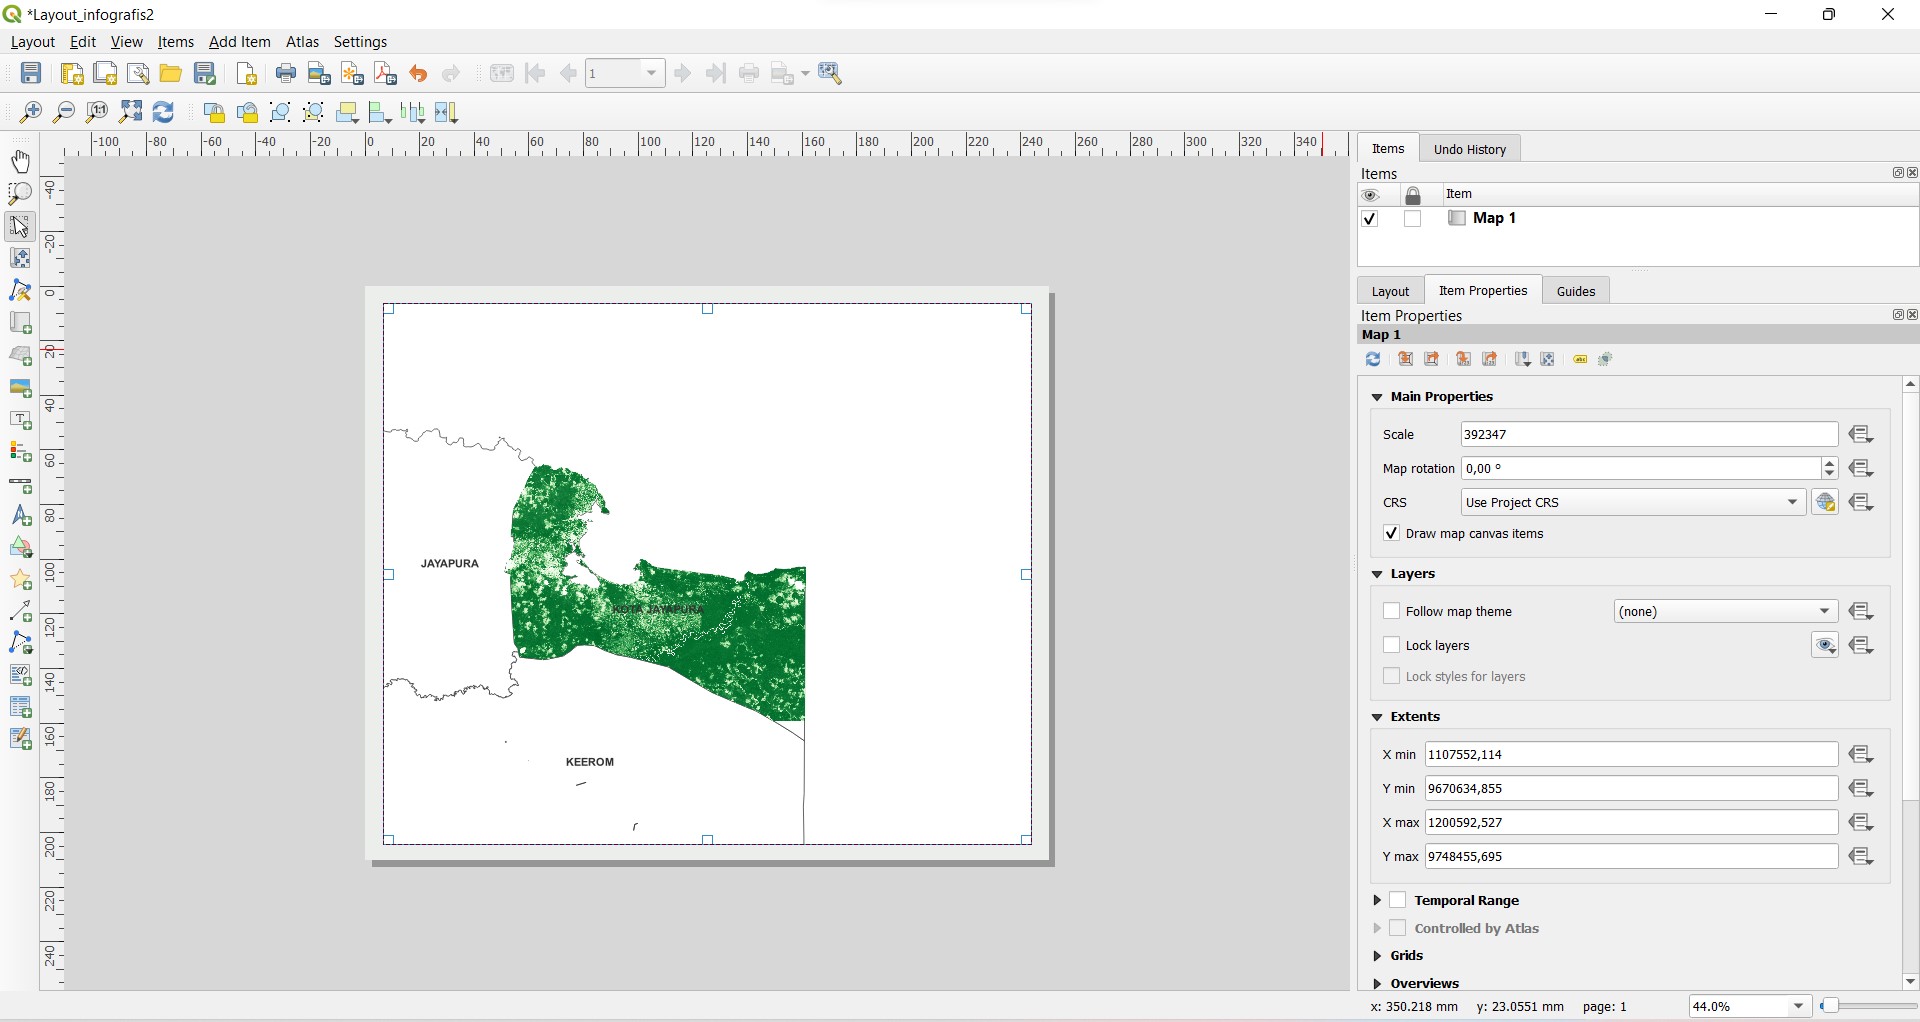 *Layout_infografis2
Layout Edit View Items Add Item Atlas Settings
1
-100 -80 -60 -40 -20 0 20 40 60 80 100 120 140 160 180 200 220 240 260 280 300 320 340
-40 -20 0 20 40 60 80 100 120 140 160 180 200 220 240
JAYAPURA
KOTA JAYAPURA
KEEROM
Items Undo History
Items
Item
Map 1
Layout Item Properties Guides
Item Properties
Map 1
Main Properties
Scale 392347
Map rotation 0,00 °
CRS Use Project CRS
Draw map canvas items
Layers
Follow map theme (none)
Lock layers
Lock styles for layers
Extents
X min 1107552,114
Y min 9670634,855
X max 1200592,527
Y max 9748455,695
Temporal Range
Controlled by Atlas
Grids
Overviews
x: 350.218 mm y: 23.0551 mm page: 1 44.0%